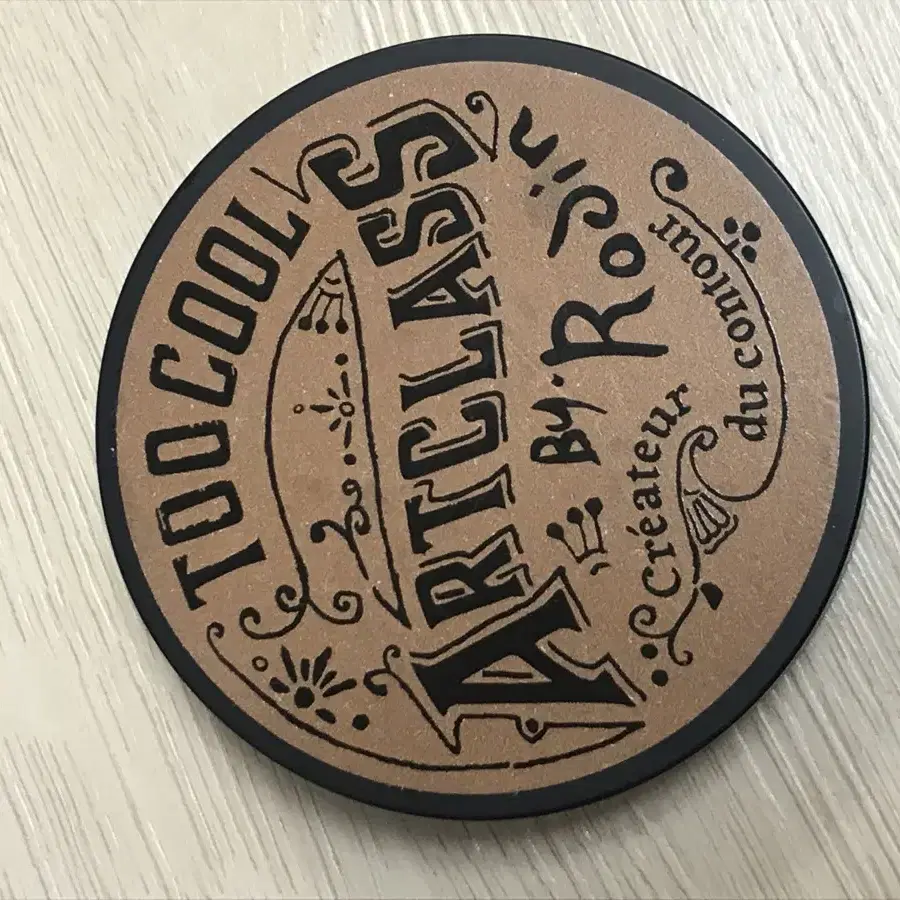 TOO COOL
ARTCLASS
BY. RODIN
créateur
du contour